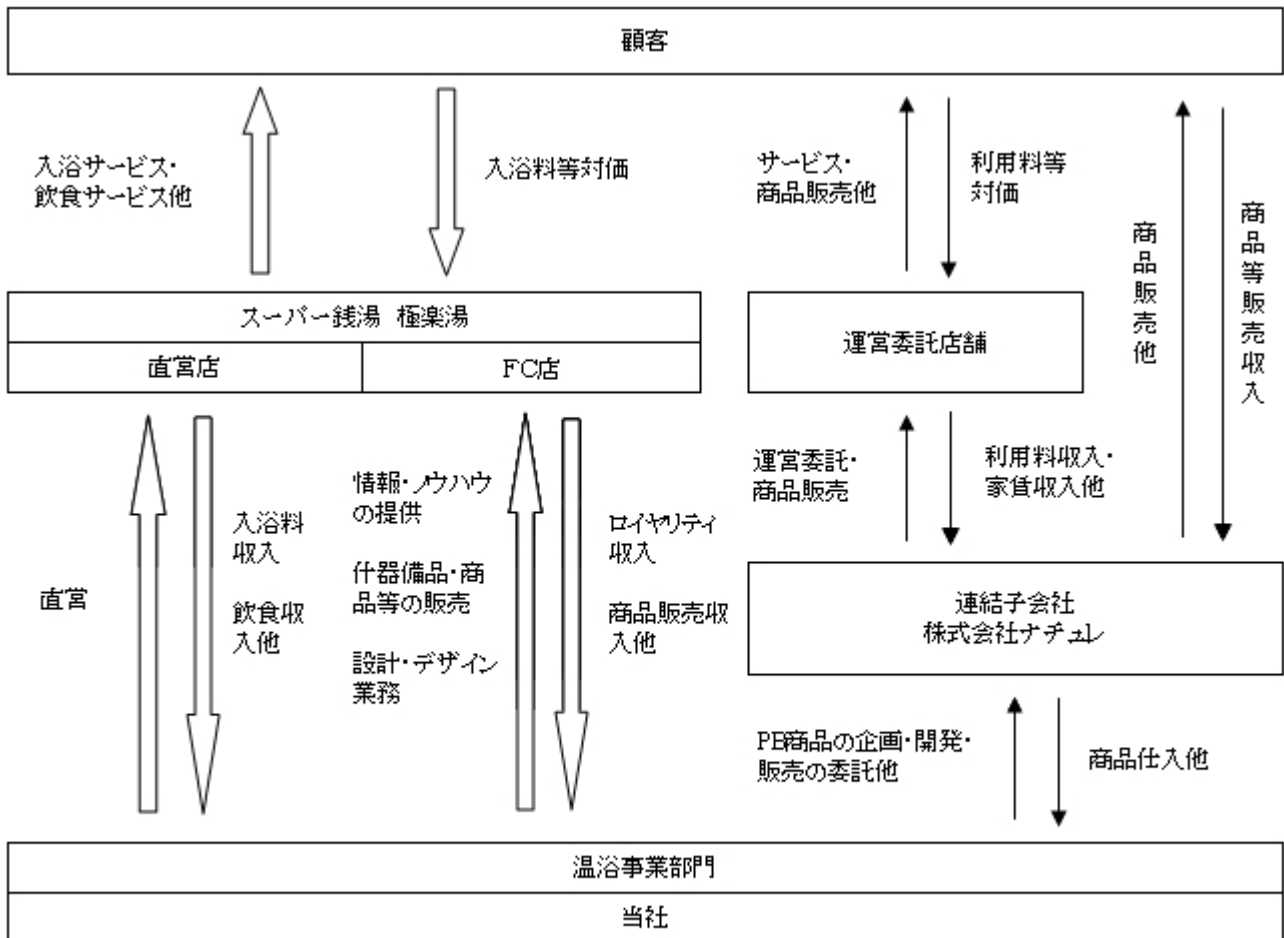 顧客
入浴サービス・
飲食サービス他
入浴料等対価
サービス・
商品販売他
利用料等
対価
商品販売他
商品等販売収入
スーパー銭湯 極楽湯
直営店
FC店
運営委託店舗
直営
入浴料
収入
飲食収
入他
情報・ノウハウ
の提供
什器備品・商
品等の販売
設計・デザイン
業務
ロイヤリティ
収入
商品販売収
入他
運営委託・
商品販売
利用料収入・
家賃収入他
連結子会社
株式会社ナチュレ
PB商品の企画・開発・
販売の委託他
商品仕入他
温浴事業部門
当社